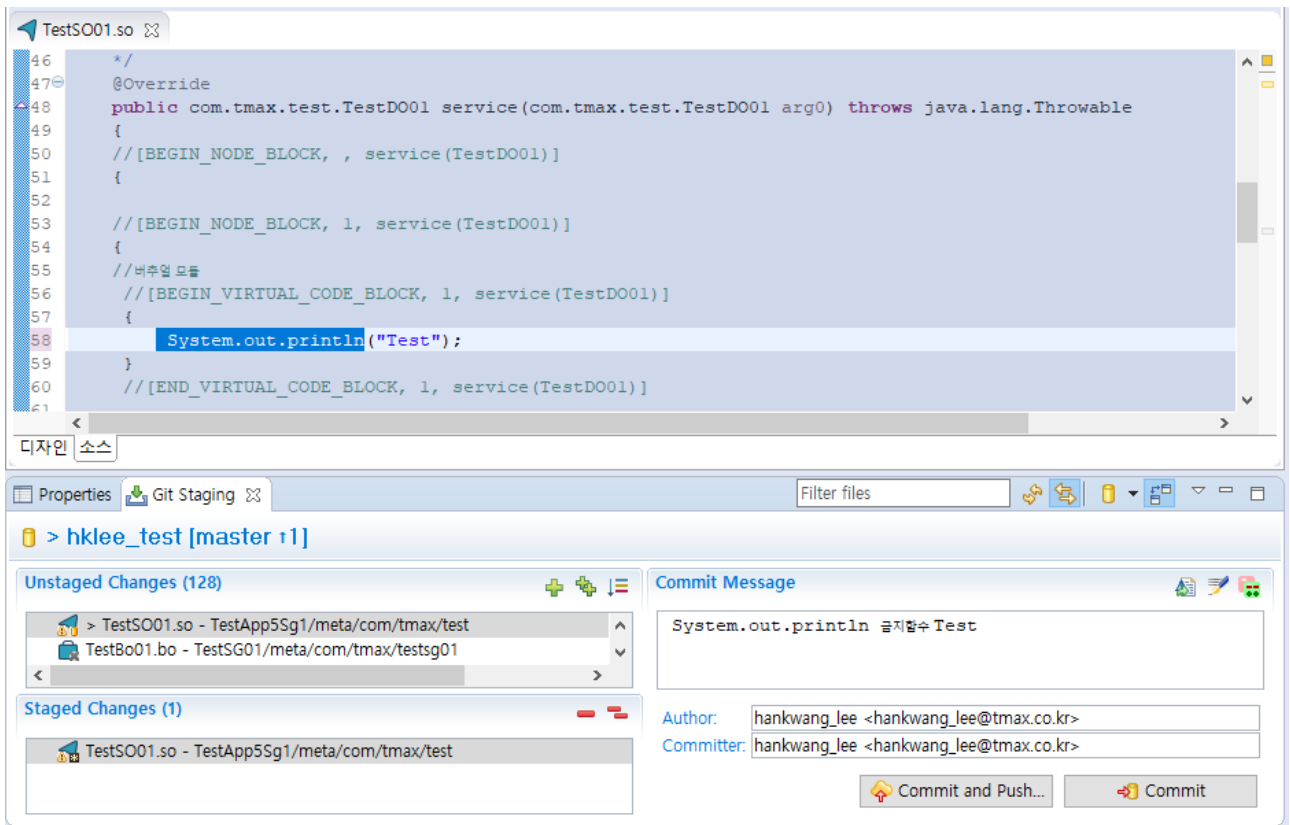 TestSO01.so
46 */
47 @Override
48 public com.tmax.test.TestDO01 service(com.tmax.test.TestDO01 arg0) throws java.lang.Throwable
49 {
50 //[BEGIN_NODE_BLOCK, , service(TestDO01)]
51 {
52
53 //[BEGIN_NODE_BLOCK, 1, service(TestDO01)]
54 {
55 //버추얼 모듈
56 //[BEGIN_VIRTUAL_CODE_BLOCK, 1, service(TestDO01)]
57 {
58 System.out.println("Test");
59 }
60 //[END_VIRTUAL_CODE_BLOCK, 1, service(TestDO01)]
61
디자인 소스
Properties Git Staging Filter files
> hklee_test [master ↑1]
Unstaged Changes (128)
> TestSO01.so - TestApp5Sg1/meta/com/tmax/test
TestBo01.bo - TestSG01/meta/com/tmax/testsg01
Staged Changes (1)
TestSO01.so - TestApp5Sg1/meta/com/tmax/test
Commit Message
System.out.println 금지함수 Test
Author: hankwang_lee <hankwang_lee@tmax.co.kr>
Committer: hankwang_lee <hankwang_lee@tmax.co.kr>
Commit and Push... Commit